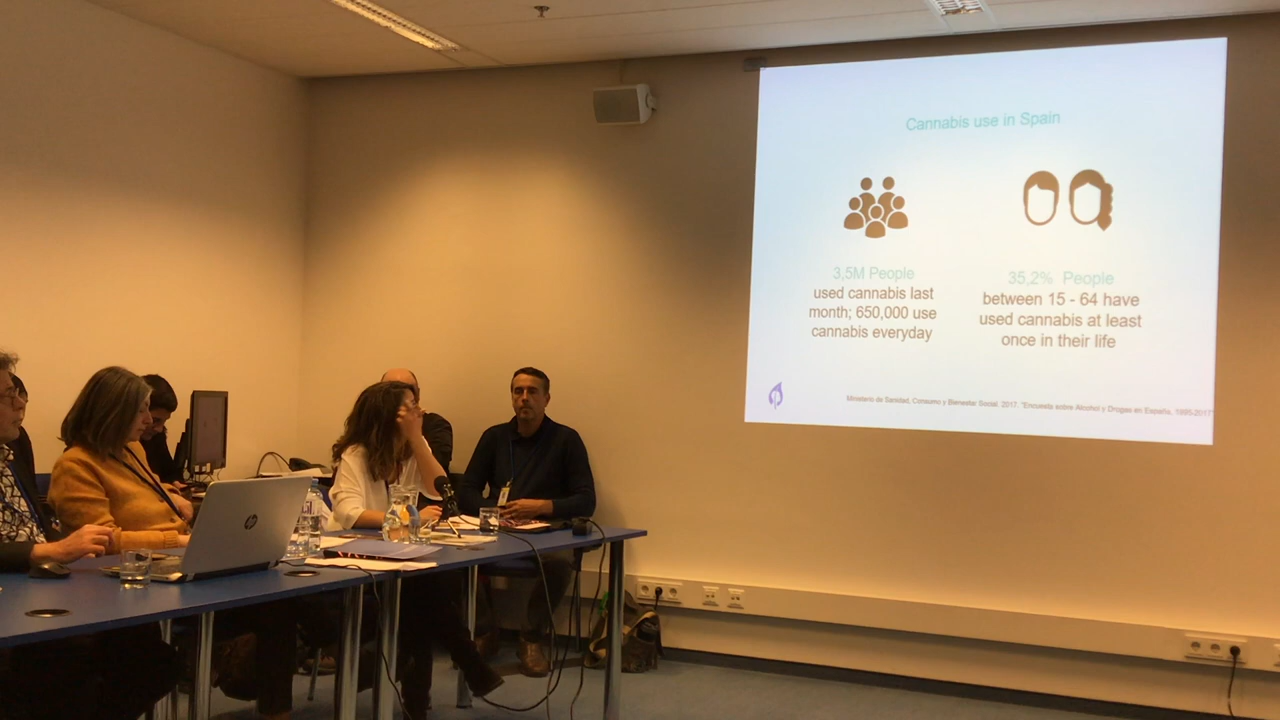 Cannabis use in Spain
3,5M People
used cannabis last
month; 650,000 use
cannabis everyday
35,2% People
between 15 - 64 have
used cannabis at least
once in their life
Ministerio de Sanidad, Consumo y Bienestar Social, 2017. "Encuesta sobre Alcohol y Drogas en España, 1995-2017"
hp